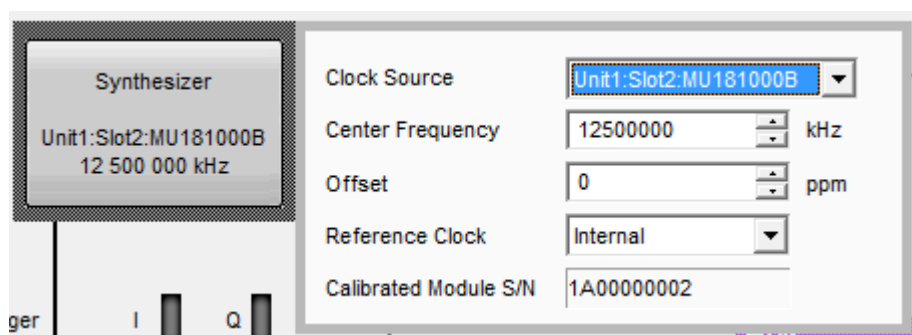 Synthesizer
Unit1:Slot2:MU181000B
12 500 000 kHz
Clock Source
Unit1:Slot2:MU181000B
Center Frequency
12500000
kHz
Offset
0
ppm
Reference Clock
Internal
Calibrated Module S/N
1A00000002
ger
I
Q